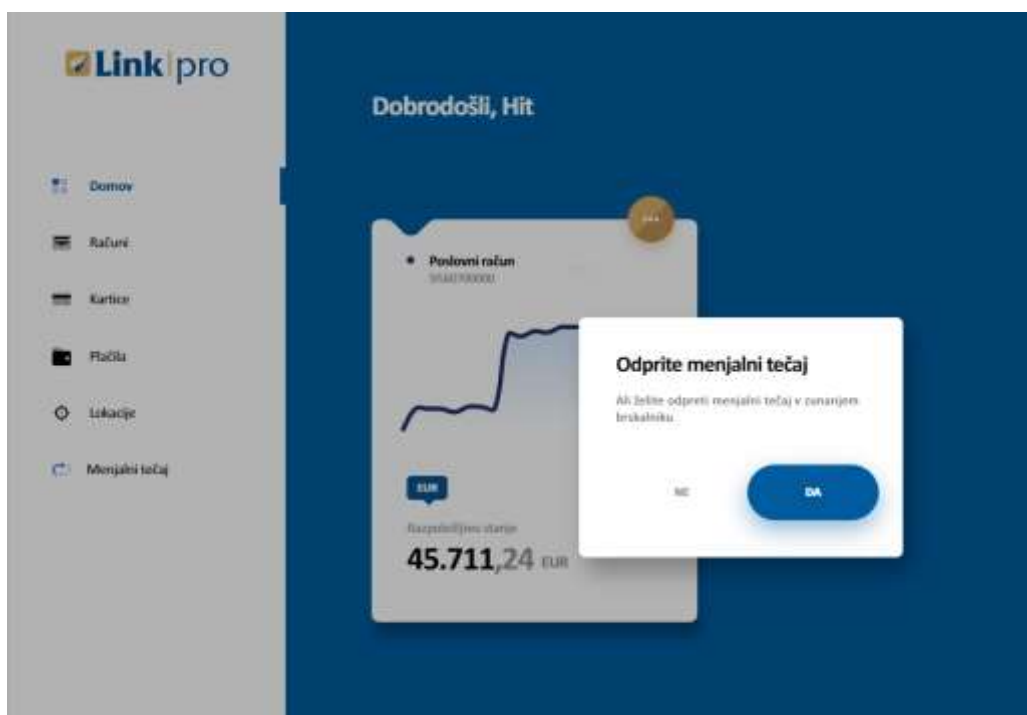 Link pro
Dobrodošli, Hit
Domov
Računi
Kartice
Plačila
Lokacije
Menjalni tečaj
Poslovni račun
EUR
Razpoložljivo stanje
45.711,24 EUR
Odprite menjalni tečaj
Ali želite odpreti menjalni tečaj v zunanjem
brskalniku
NE
DA